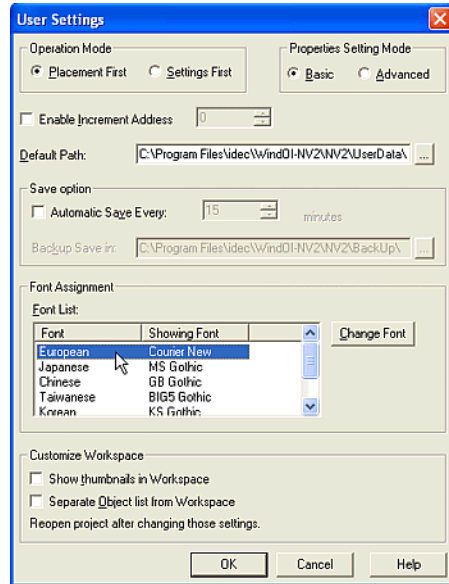 User Settings
Operation Mode
Placement First
Settings First
Properties Setting Mode
Basic
Advanced
Enable Increment Address
0
Default Path:
C:\Program Files\idec\WindOI-NV2\NV2\UserData\
...
Save option
Automatic Save Every:
15
minutes
Backup Save in:
C:\Program Files\idec\WindOI-NV2\NV2\BackUp\
...
Font Assignment
Font List:
Font
Showing Font
European
Courier New
Japanese
MS Gothic
Chinese
GB Gothic
Taiwanese
BIG5 Gothic
Korean
KS Gothic
Change Font
Customize Workspace
Show thumbnails in Workspace
Separate Object list from Workspace
Reopen project after changing those settings.
OK
Cancel
Help